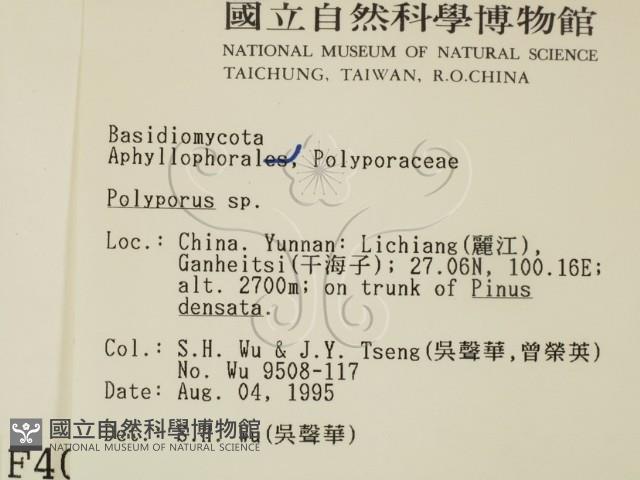 國立自然科學博物館
NATIONAL MUSEUM OF NATURAL SCIENCE
TAICHUNG, TAIWAN, R.O.CHINA
Basidiomycota
Aphyllophorales, Polyporaceae
Polyporus sp.
Loc.: China. Yunnan: Lichiang(麗江),
Ganheitsi(干海子); 27.06N, 100.16E;
alt. 2700m; on trunk of Pinus
densata.
Col.: S.H. Wu & J.Y. Tseng(吳聲華,曾榮英)
No. Wu 9508-117
Date: Aug. 04, 1995
Det.: S.H. Wu(吳聲華)
國立自然科學博物館
NATIONAL MUSEUM OF NATURAL SCIENCE
F40